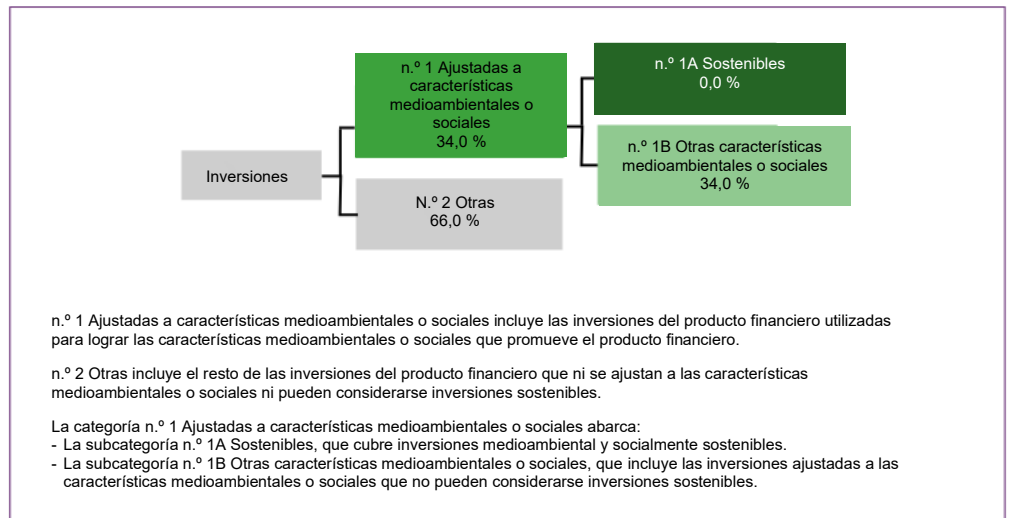 n.º 1 Ajustadas a
características
medioambientales o
sociales
34,0 %
n.º 1A Sostenibles
0,0 %
n.º 1B Otras características
medioambientales o sociales
34,0 %
Inversiones
N.º 2 Otras
66,0 %
n.º 1 Ajustadas a características medioambientales o sociales incluye las inversiones del producto financiero utilizadas
para lograr las características medioambientales o sociales que promueve el producto financiero.
n.º 2 Otras incluye el resto de las inversiones del producto financiero que ni se ajustan a las características
medioambientales o sociales ni pueden considerarse inversiones sostenibles.
La categoría n.º 1 Ajustadas a características medioambientales o sociales abarca:
- La subcategoría n.º 1A Sostenibles, que cubre inversiones medioambiental y socialmente sostenibles.
- La subcategoría n.º 1B Otras características medioambientales o sociales, que incluye las inversiones ajustadas a las
características medioambientales o sociales que no pueden considerarse inversiones sostenibles.